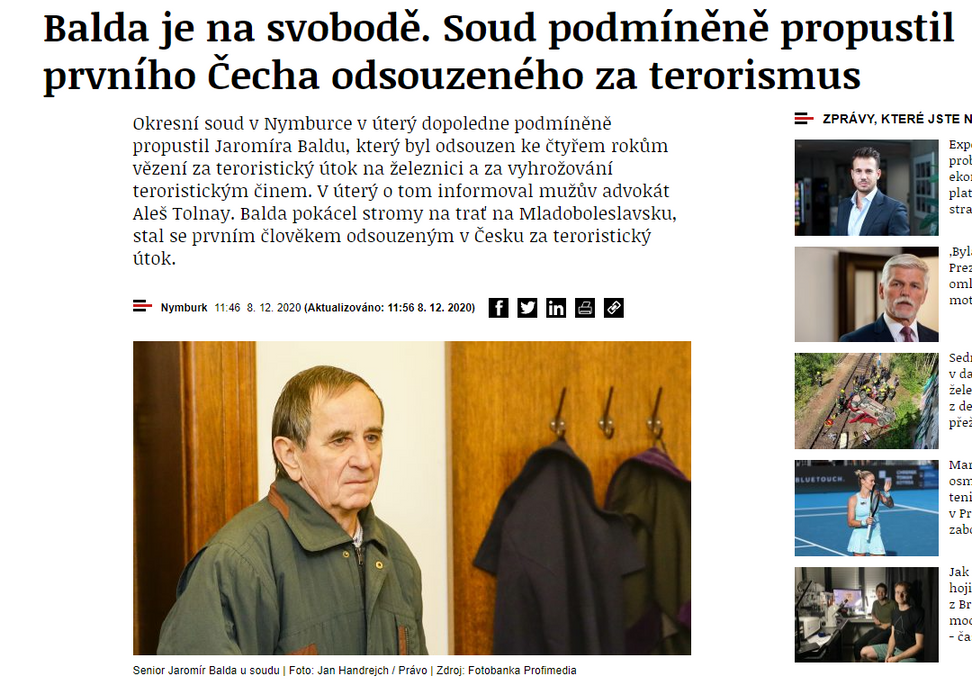 Balda je na svobodě. Soud podmíněně propustil
prvního Čecha odsouzeného za terorismus
Okresní soud v Nymburce v úterý dopoledne podmíněně
propustil Jaromíra Baldu, který byl odsouzen ke čtyřem rokům
vězení za teroristický útok na železnici a za vyhrožování
teroristickým činem. V úterý o tom informoval mužův advokát
Aleš Tolnay. Balda pokácel stromy na trať na Mladoboleslavsku,
stal se prvním člověkem odsouzeným v Česku za teroristický
útok.
Nymburk 11:46 8. 12. 2020 (Aktualizováno: 11:56 8. 12. 2020)
Senior Jaromír Balda u soudu | Foto: Jan Handrejch / Právo | Zdroj: Fotobanka Profimedia
ZPRÁVY, KTERÉ JSTE N
Expe
prob
ekon
plat
stra
„Byl
Prez
oml
mot
Sedm
v da
žele
z de
přež
BLUETOUCH.
Mar
osm
teni
v Pr
zabo
Jak
hoji
z Br
moc
- ča